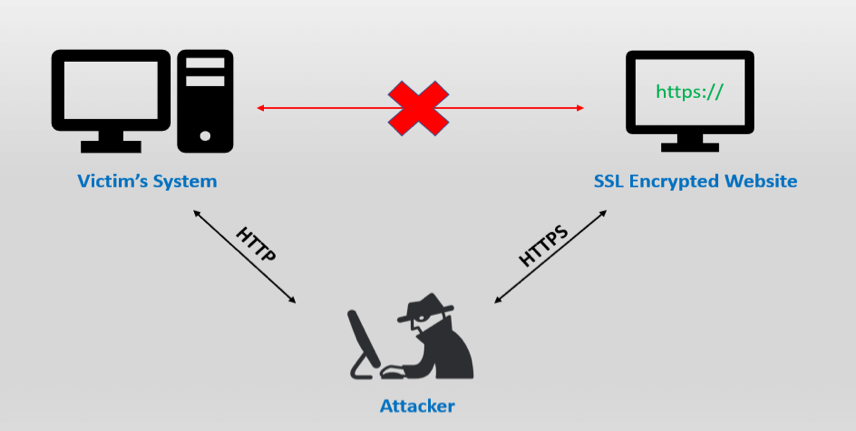 https://
Victim's System
SSL Encrypted Website
HTTP
HTTPS
Attacker